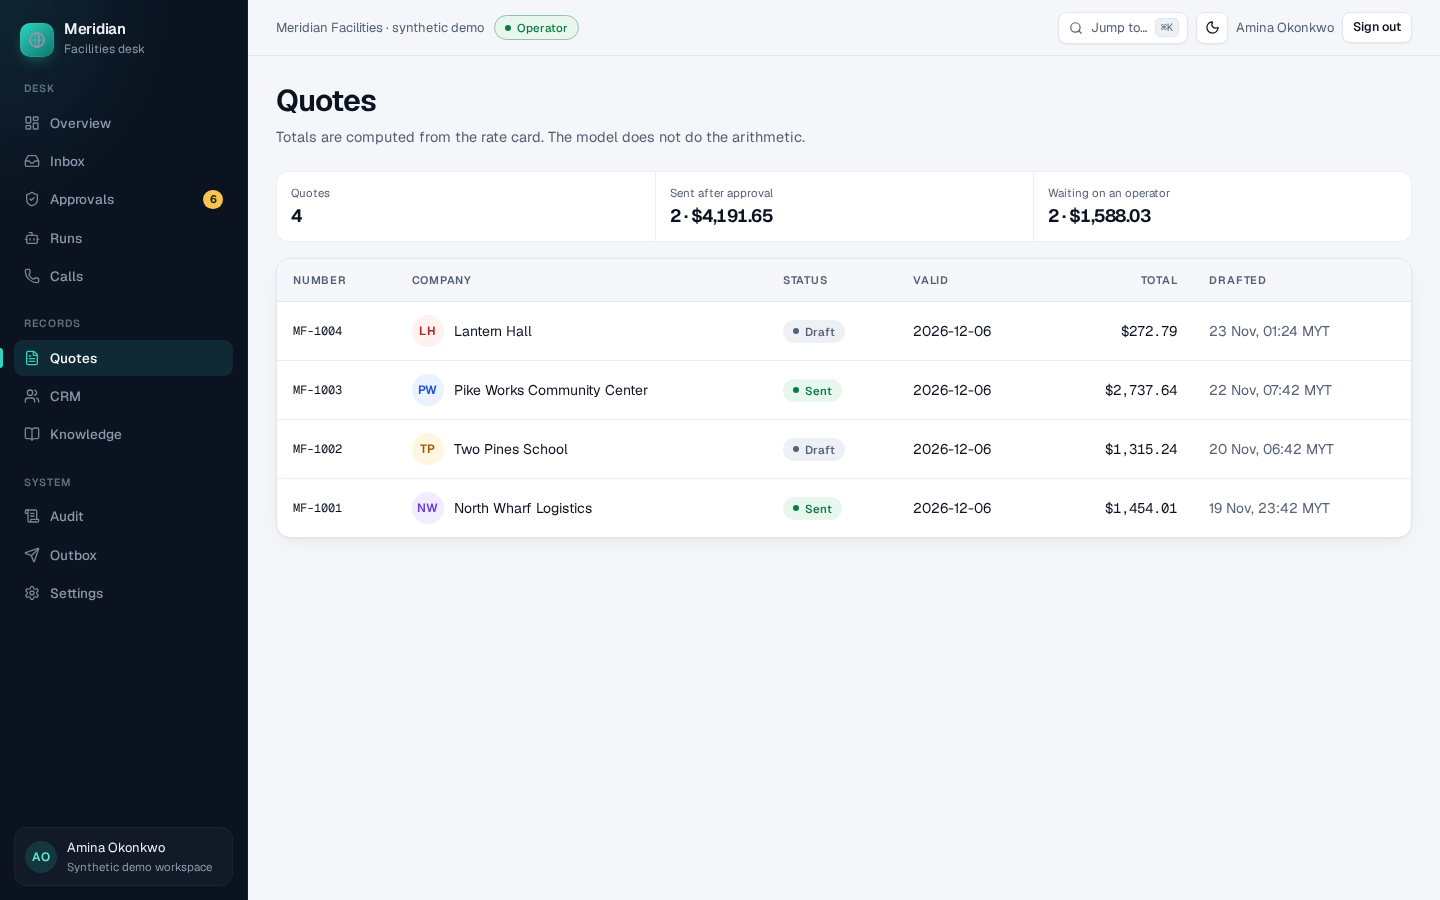 Meridian
Facilities desk
DESK
Overview
Inbox
Approvals 6
Runs
Calls
RECORDS
Quotes
CRM
Knowledge
SYSTEM
Audit
Outbox
Settings
AO Amina Okonkwo
Synthetic demo workspace
Meridian Facilities · synthetic demo Operator Jump to... ⌘K Amina Okonkwo Sign out
Quotes
Totals are computed from the rate card. The model does not do the arithmetic.
Quotes Sent after approval Waiting on an operator
4 2 · $4,191.65 2 · $1,588.03
NUMBER COMPANY STATUS VALID TOTAL DRAFTED
MF-1004 LH Lantern Hall Draft 2026-12-06 $272.79 23 Nov, 01:24 MYT
MF-1003 PW Pike Works Community Center Sent 2026-12-06 $2,737.64 22 Nov, 07:42 MYT
MF-1002 TP Two Pines School Draft 2026-12-06 $1,315.24 20 Nov, 06:42 MYT
MF-1001 NW North Wharf Logistics Sent 2026-12-06 $1,454.01 19 Nov, 23:42 MYT